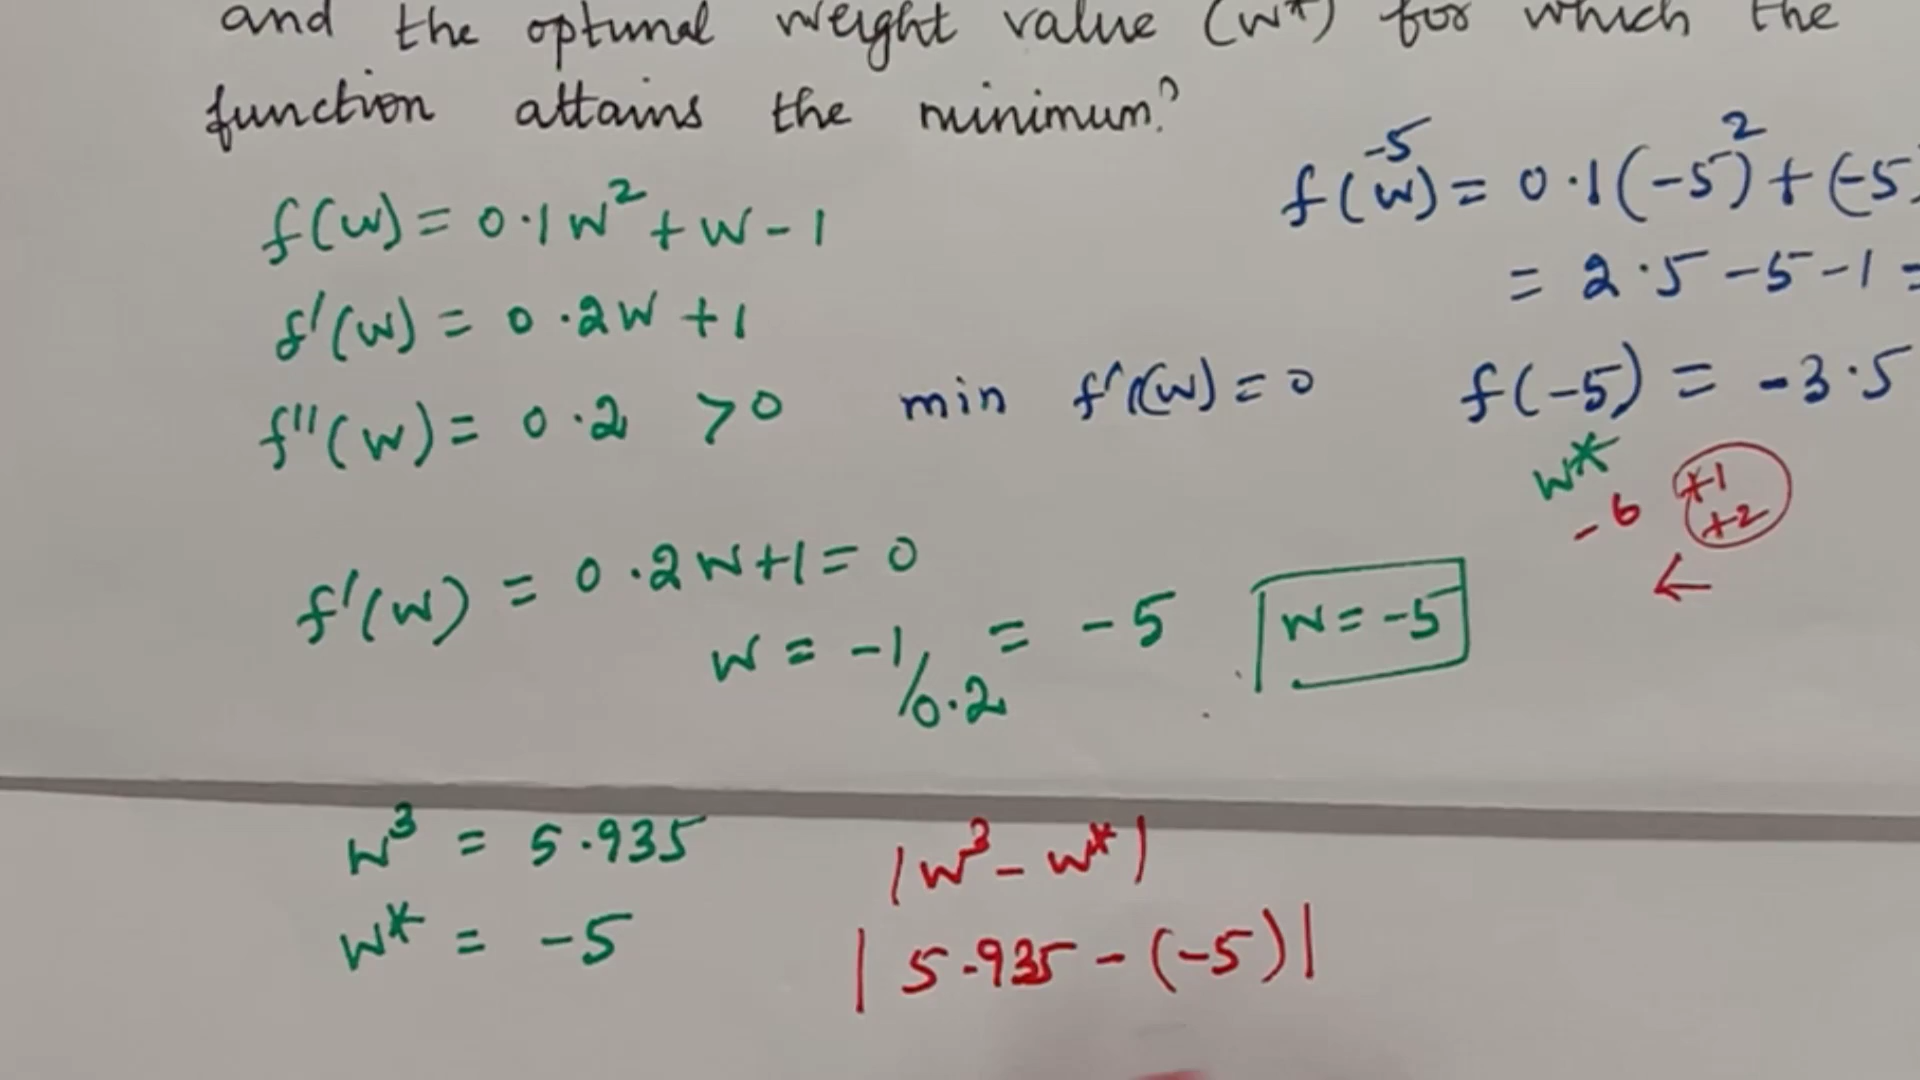 and the optimal weight value (w*) for which the
function attains the minimum?
f(w) = 0.1w² + w - 1
f'(w) = 0.2w + 1
f''(w) = 0.2 >0 min f'(w) = 0
f'(w) = 0.2w+1 = 0
w = -1/0.2 = -5
w = -5
-5
f(w) = 0.1(-5)² + (-5)
= 2.5 - 5 - 1 =
f(-5) = -3.5
w*
-6 +1
+2
←
w³ = 5.935
w* = -5
|w³ - w*|
|5.935 - (-5)|